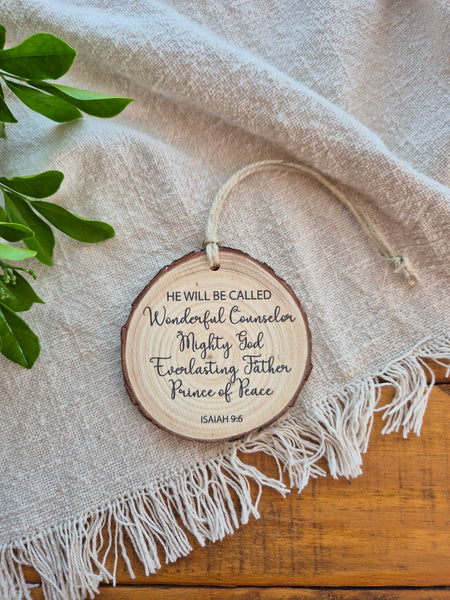 HE WILL BE CALLED
Wonderful Counselor
Mighty God
Everlasting Father
Prince of Peace
ISAIAH 9:6